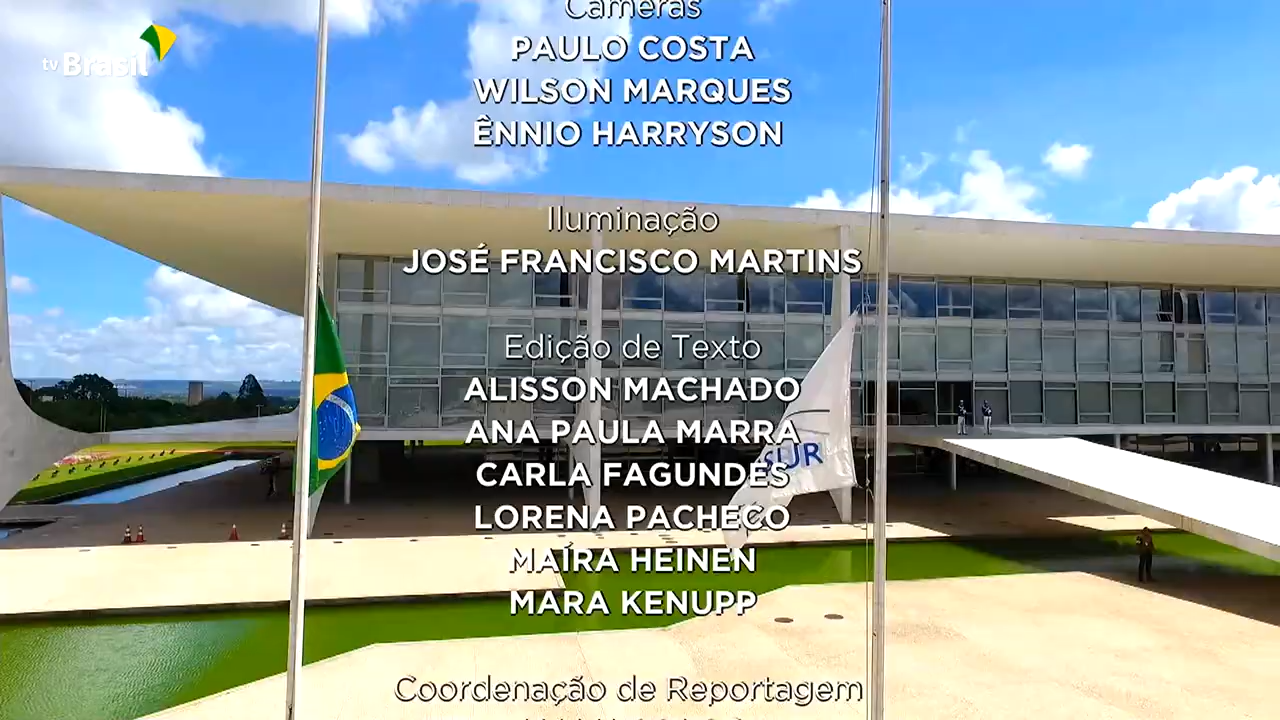 tv Brasil
Câmeras
PAULO COSTA
WILSON MARQUES
ÊNNIO HARRYSON
Iluminação
JOSÉ FRANCISCO MARTINS
Edição de Texto
ALISSON MACHADO
ANA PAULA MARRA
SUR
CARLA FAGUNDES
LORENA PACHECO
MAÍRA HEINEN
MARA KENUPP
Coordenação de Reportagem